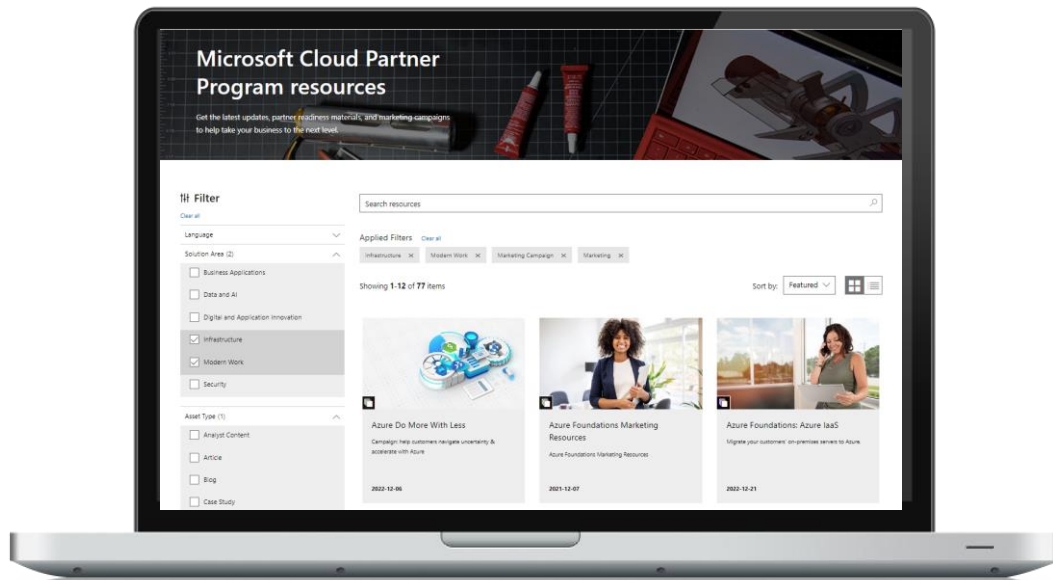 Microsoft Cloud Partner
Program resources
Get the latest updates, partner readiness materials, and marketing campaigns
to help take your business to the next level.
Filter
Clear all
Language
Solution Area (2)
Business Applications
Data and AI
Digital and Application Innovation
Infrastructure
Modern Work
Security
Asset Type (1)
Analyst Content
Article
Blog
Case Study
Search resources
Applied Filters Clear all
Infrastructure Modern Work Marketing Campaign Marketing
Showing 1-12 of 77 items
Sort by: Featured
Azure Do More With Less
Campaign: help customers navigate uncertainty &
accelerate with Azure
2022-12-06
Azure Foundations Marketing
Resources
Azure Foundations Marketing Resources
2021-12-07
Azure Foundations: Azure IaaS
Migrate your customers' on-premises servers to Azure.
2022-12-21